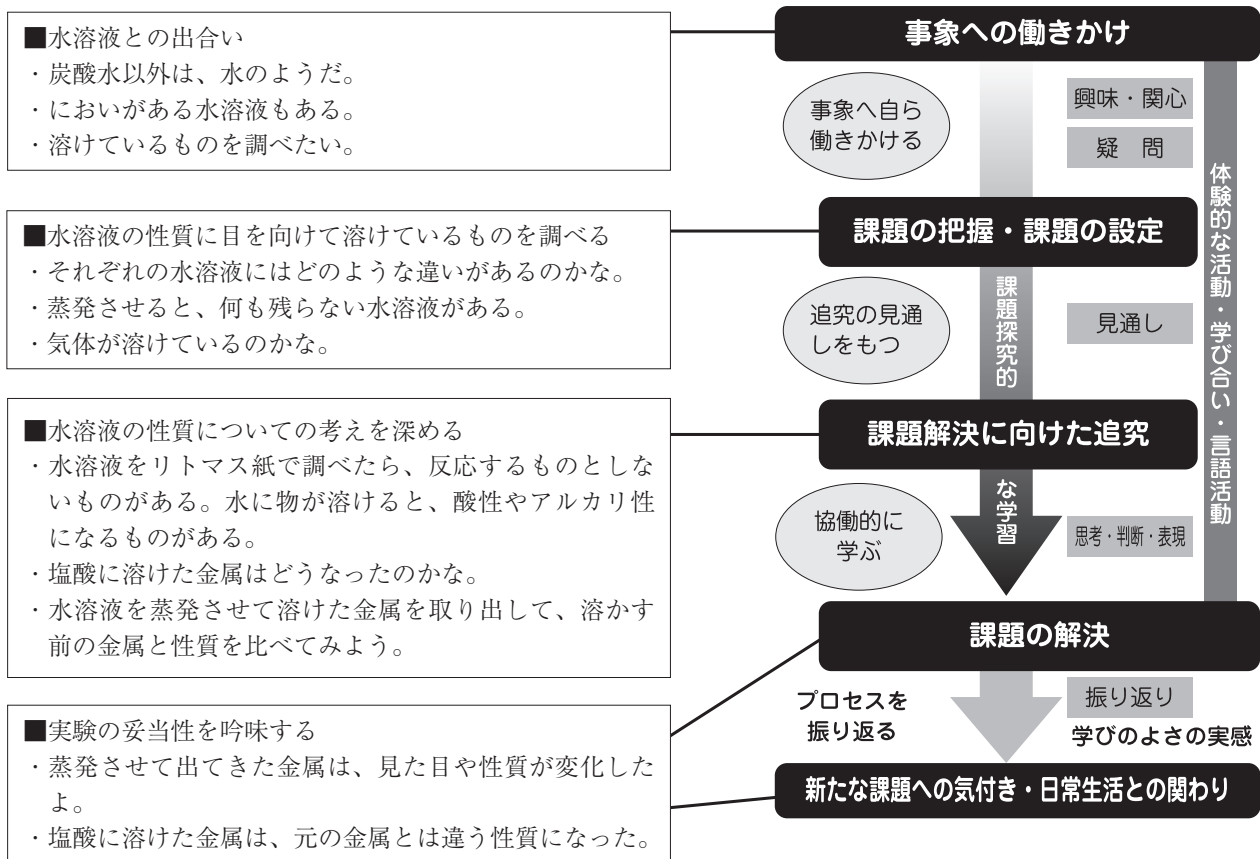 ■水溶液との出合い
・炭酸水以外は、水のようだ。
・においがある水溶液もある。
・溶けているものを調べたい。
事象への働きかけ
事象へ自ら
働きかける
興味・関心
疑　問
■水溶液の性質に目を向けて溶けているものを調べる
・それぞれの水溶液にはどのような違いがあるのかな。
・蒸発させると、何も残らない水溶液がある。
・気体が溶けているのかな。
課題の把握・課題の設定
追究の見通
しをもつ
見通し
■水溶液の性質についての考えを深める
・水溶液をリトマス紙で調べたら、反応するものとしな
いものがある。水に物が溶けると、酸性やアルカリ性
になるものがある。
・塩酸に溶けた金属はどうなったのかな。
・水溶液を蒸発させて溶けた金属を取り出して、溶かす
前の金属と性質を比べてみよう。
課題解決に向けた追究
協働的に
学ぶ
思考・判断・表現
課題探究的な学習
体験的な活動・学び合い・言語活動
課題の解決
■実験の妥当性を吟味する
・蒸発させて出てきた金属は、見た目や性質が変化した
よ。
・塩酸に溶けた金属は、元の金属とは違う性質になった。
プロセスを
振り返る
振り返り
学びのよさの実感
新たな課題への気付き・日常生活との関わり